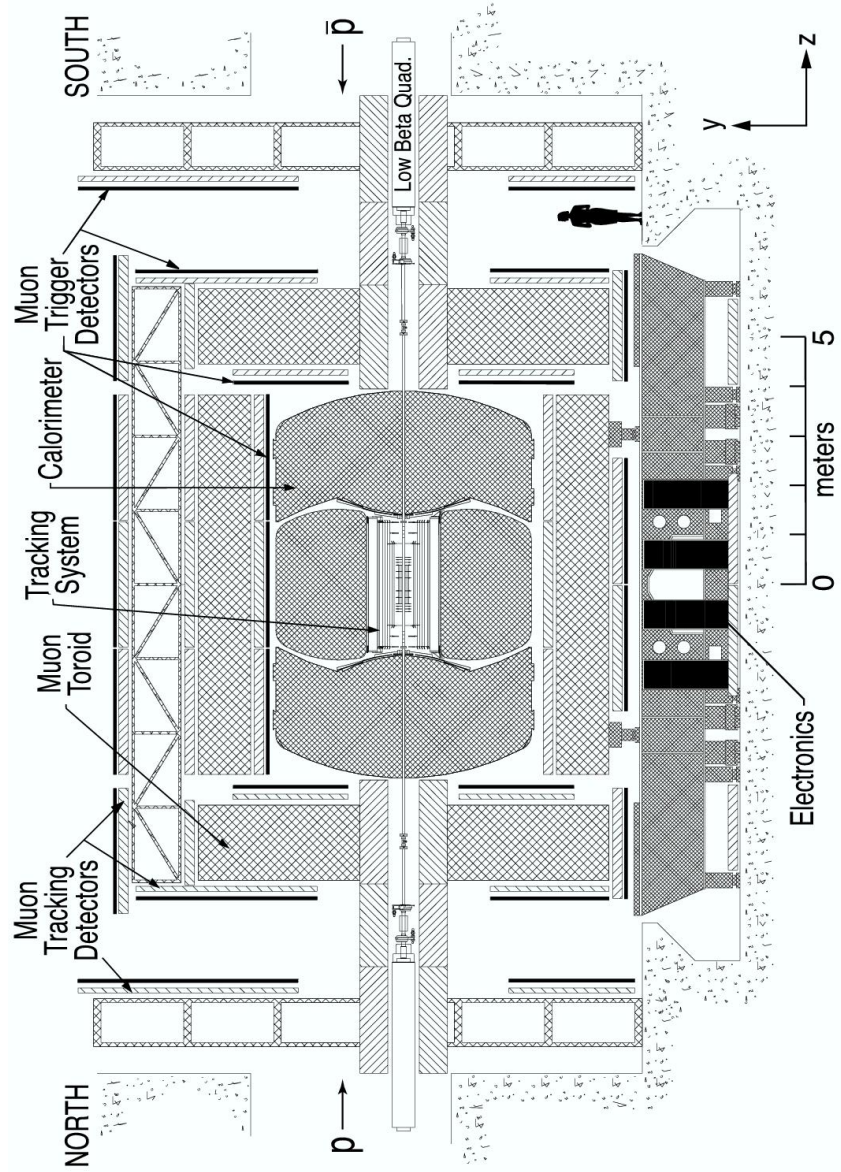 NORTH
SOUTH
Muon
Tracking
Detectors
Muon
Toroid
Tracking
System
Calorimeter
Muon
Trigger
Detectors
p
p̅
Low Beta Quad.
Electronics
0
5
meters
y
z